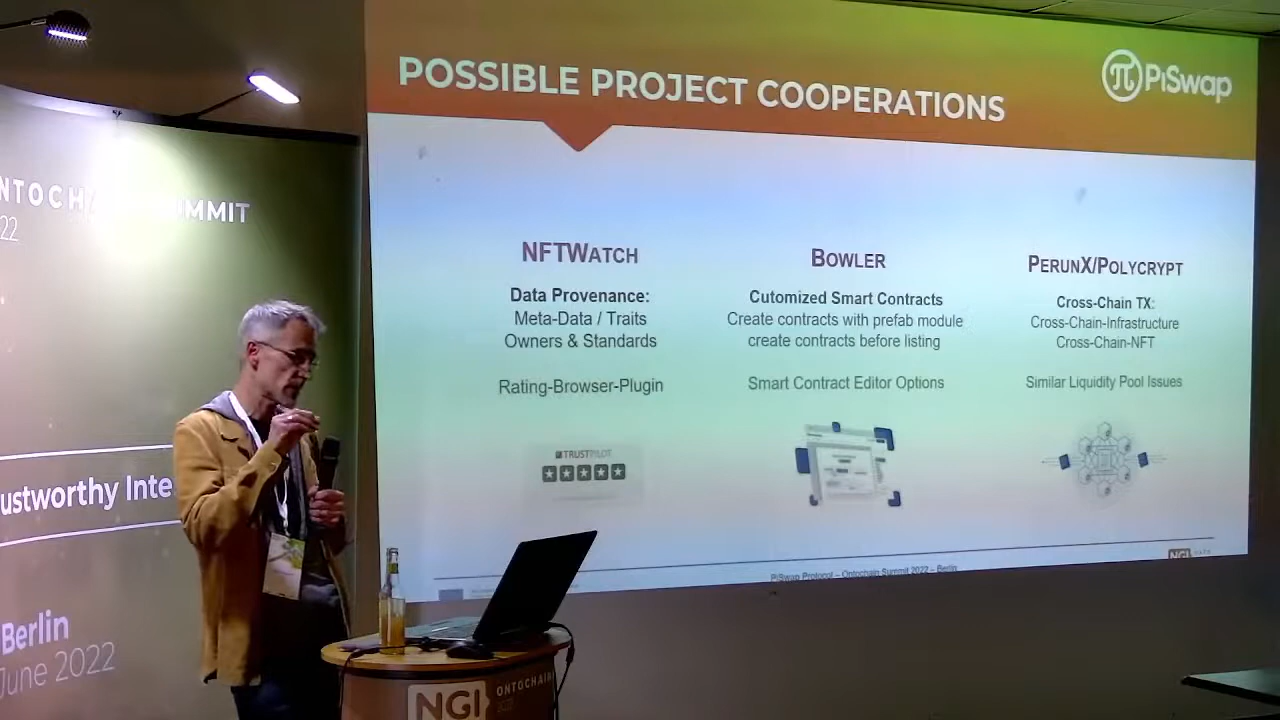 POSSIBLE PROJECT COOPERATIONS
π PiSwap
NTOCHA MMIT
22
NFTWATCH
Data Provenance:
Meta-Data / Traits
Owners & Standards
Rating-Browser-Plugin
TRUSTPILOT
BOWLER
Cutomized Smart Contracts
Create contracts with prefab module
create contracts before listing
Smart Contract Editor Options
PERUNX/POLYCRYPT
Cross-Chain TX:
Cross-Chain-Infrastructure
Cross-Chain-NFT
Similar Liquidity Pool Issues
ustworthy Inte
Berlin
June 2022
PiSwap Protocol – Ontochain Summit 2022 – Berlin
NGI
NGI ONTOCHAIN